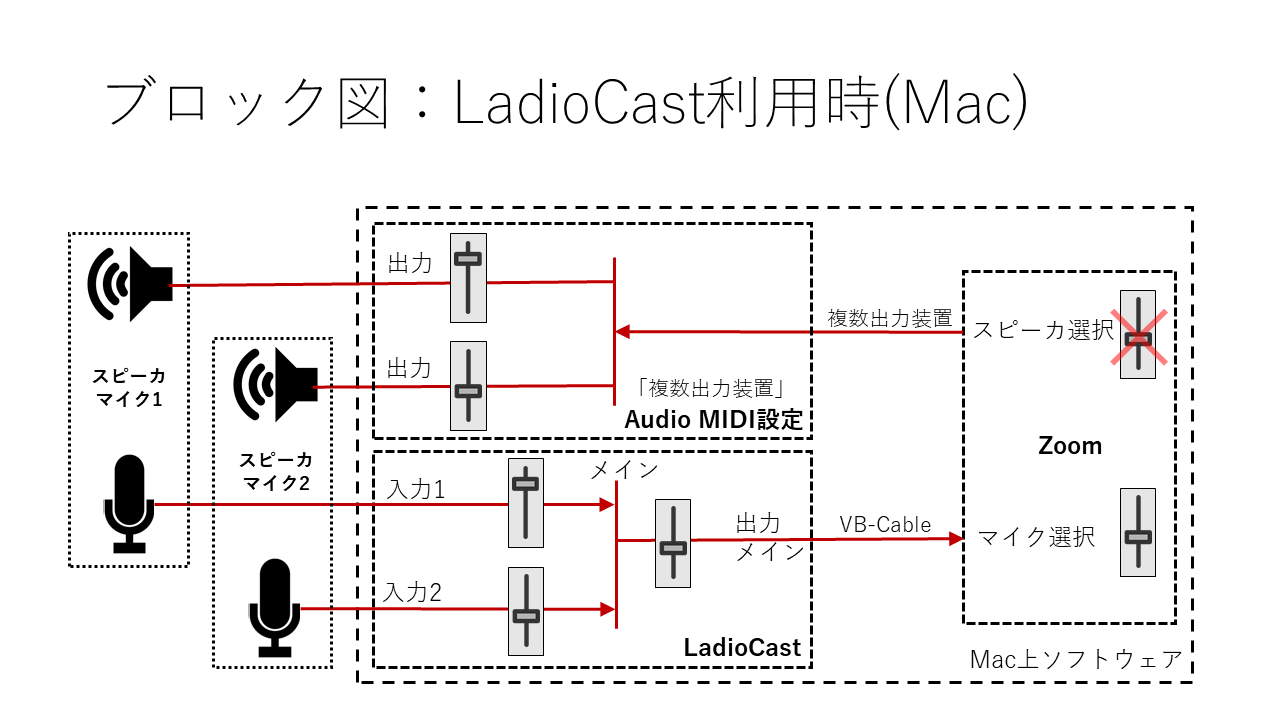 ブロック図：LadioCast利用時(Mac)
スピーカ
マイク1
スピーカ
マイク2
出力
出力
複数出力装置
「複数出力装置」
Audio MIDI設定
スピーカ選択
Zoom
マイク選択
入力1
入力2
メイン
出力
メイン
VB-Cable
LadioCast
Mac上ソフトウェア